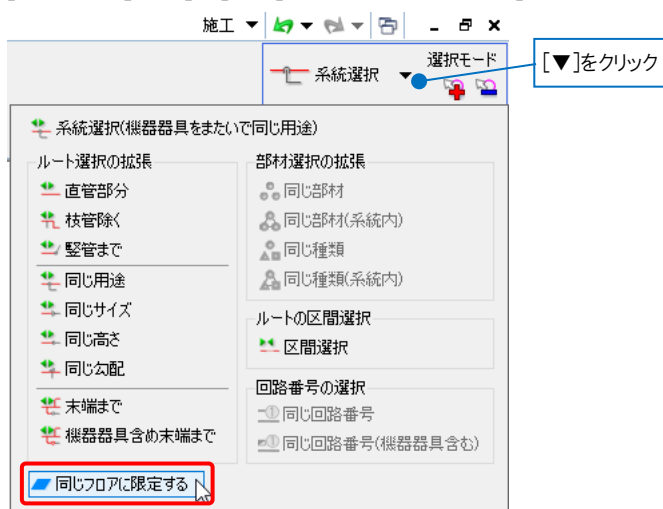 施工
選択モード
系統選択
[▼]をクリック
系統選択(機器器具をまたいで同じ用途)
ルート選択の拡張
直管部分
枝管除く
竪管まで
同じ用途
同じサイズ
同じ高さ
同じ勾配
末端まで
機器器具含め末端まで
部材選択の拡張
同じ部材
同じ部材(系統内)
同じ種類
同じ種類(系統内)
ルートの区間選択
区間選択
回路番号の選択
同じ回路番号
同じ回路番号(機器器具含む)
同じフロアに限定する